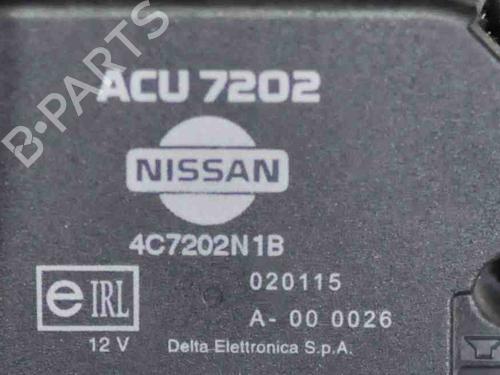 B-PARTS
ACU 7202
NISSAN
4C7202N1B
e IRL
020115
A- 00 0026
12 V
Delta Elettronica S.p.A.